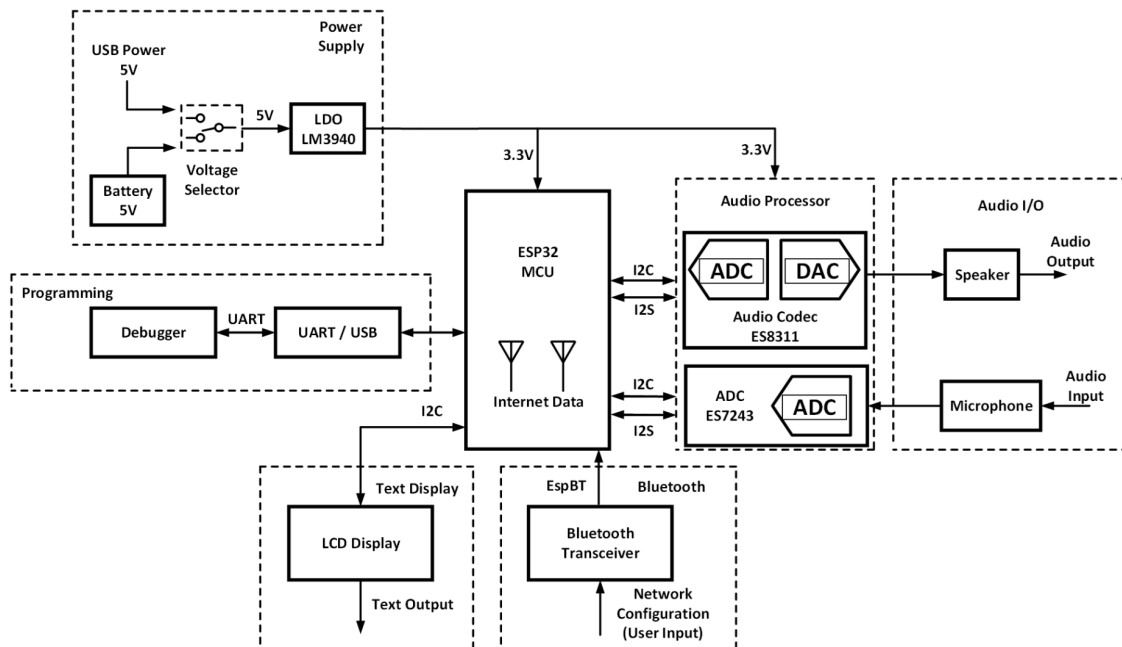 Power
Supply
USB Power
5V
5V
LDO
LM3940
Voltage
Selector
Battery
5V
3.3V
3.3V
Audio Processor
Audio I/O
ESP32
MCU
ADC
DAC
Audio Codec
ES8311
I2C
I2S
Speaker
Audio
Output
Programming
Debugger
UART
UART / USB
Internet Data
I2C
I2S
ADC
ES7243
ADC
Microphone
Audio
Input
I2C
Text Display
LCD Display
Text Output
EspBT
Bluetooth
Bluetooth
Transceiver
Network
Configuration
(User Input)